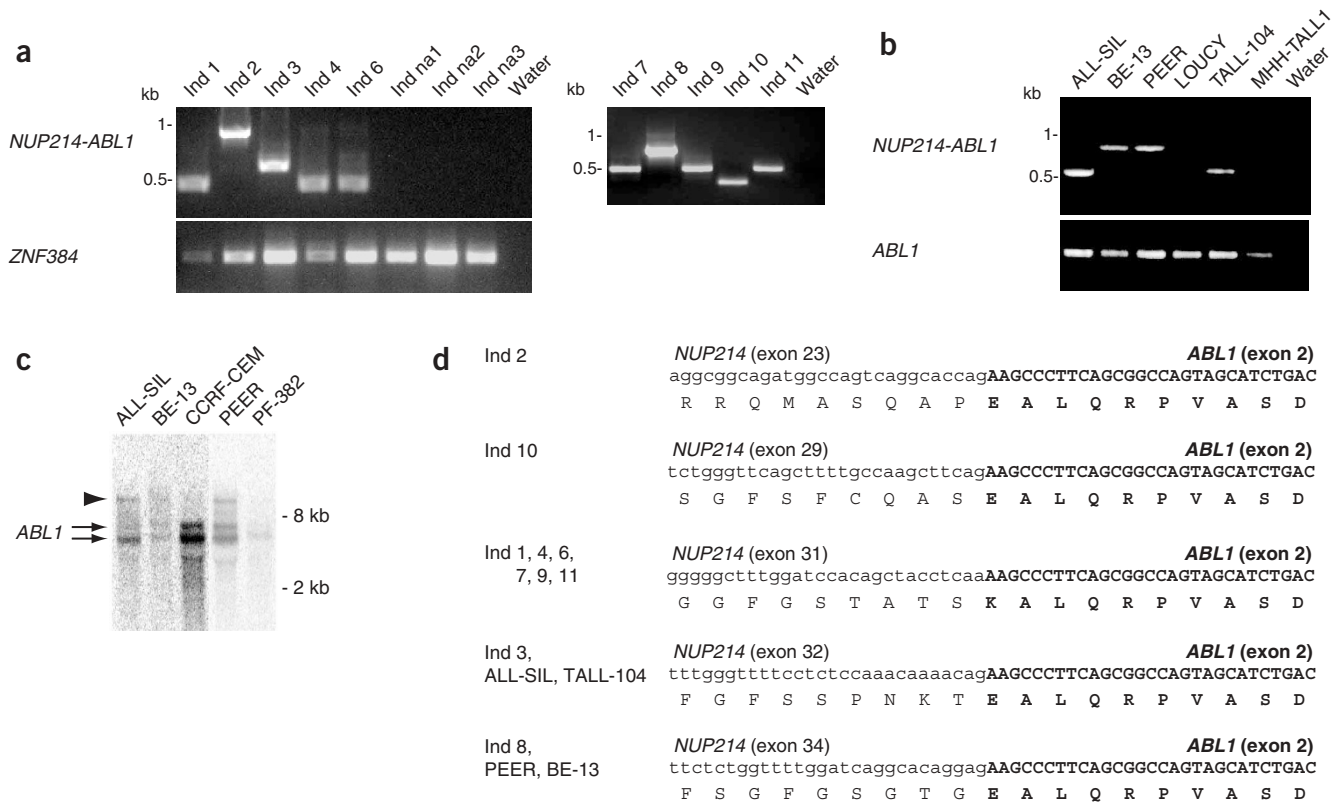 a
Ind 1 Ind 2 Ind 3 Ind 4 Ind 6 Ind na1 Ind na2 Ind na3 Water
kb
NUP214-ABL1
1-
0.5-
ZNF384
Ind 7 Ind 8 Ind 9 Ind 10 Ind 11 Water
kb
1-
0.5-
b
ALL-SIL BE-13 PEER LOUCY TALL-104 MHH-TALL1 Water
kb
NUP214-ABL1
1-
0.5-
ABL1
c
ALL-SIL BE-13 CCRF-CEM PEER PF-382
ABL1
- 8 kb
- 2 kb
d
Ind 2
NUP214 (exon 23) ABL1 (exon 2)
aggcggcagatggccagtcaggcaccagAAGCCCTTCAGCGGCCAGTAGCATCTGAC
R R Q M A S Q A P E A L Q R P V A S D
Ind 10
NUP214 (exon 29) ABL1 (exon 2)
tctgggttcagcttttgccaagcttcagAAGCCCTTCAGCGGCCAGTAGCATCTGAC
S G F S F C Q A S E A L Q R P V A S D
Ind 1, 4, 6,
7, 9, 11
NUP214 (exon 31) ABL1 (exon 2)
gggggctttggatccacagctacctcaaAAGCCCTTCAGCGGCCAGTAGCATCTGAC
G G F G S T A T S K A L Q R P V A S D
Ind 3,
ALL-SIL, TALL-104
NUP214 (exon 32) ABL1 (exon 2)
tttgggttttcctctccaaacaaaacagAAGCCCTTCAGCGGCCAGTAGCATCTGAC
F G F S S P N K T E A L Q R P V A S D
Ind 8,
PEER, BE-13
NUP214 (exon 34) ABL1 (exon 2)
ttctctggttttggatcaggcacaggagAAGCCCTTCAGCGGCCAGTAGCATCTGAC
F S G F G S G T G E A L Q R P V A S D